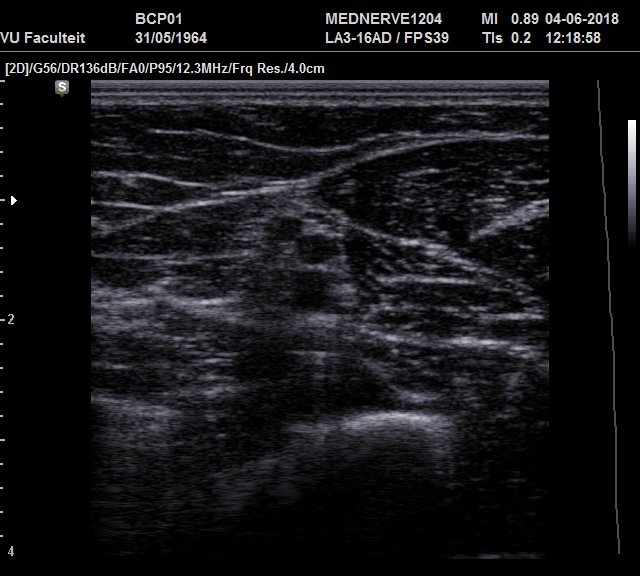 BCP01 MEDNERVE1204 MI 0.89 04-06-2018
VU Faculteit 31/05/1964 LA3-16AD / FPS39 TIs 0.2 12:18:58
[2D]/G56/DR136dB/FA0/P95/12.3MHz/Frq Res./4.0cm
S
2
4